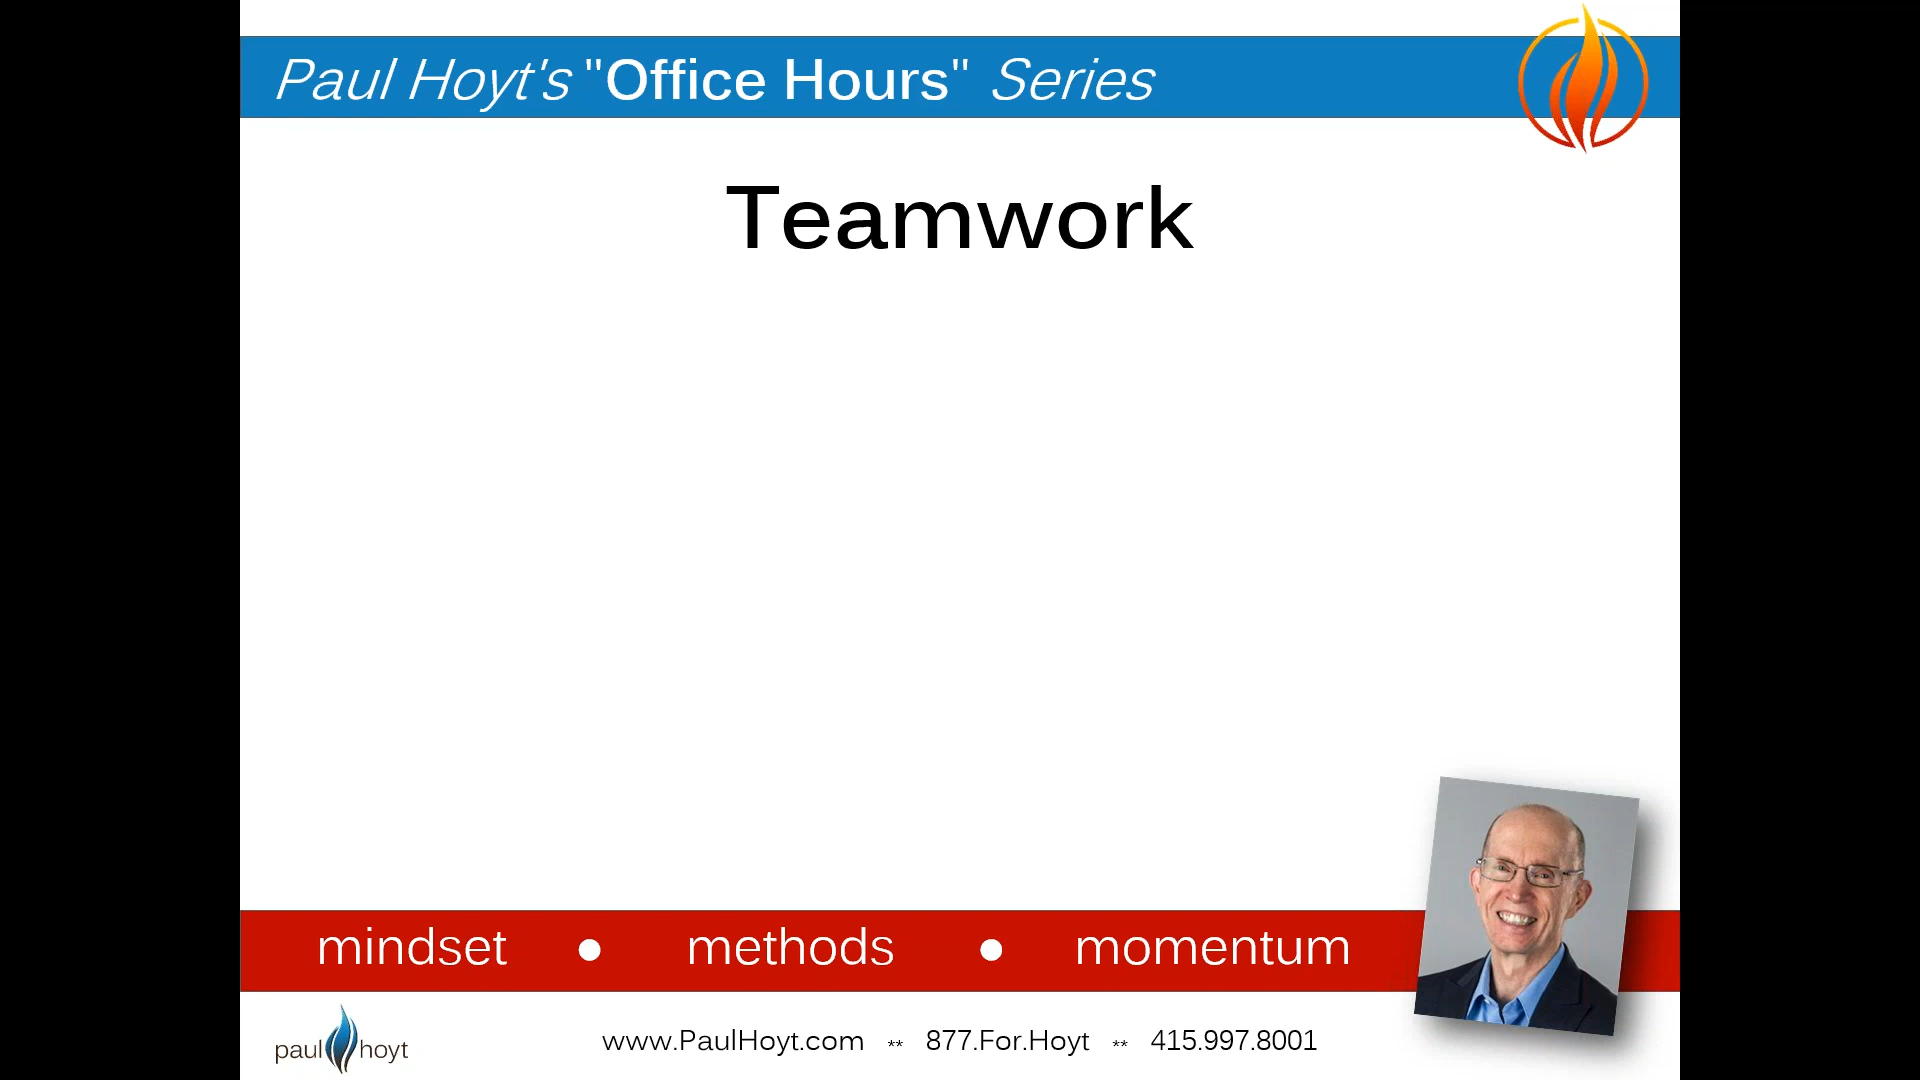 Paul Hoyt's "Office Hours" Series
Teamwork
mindset • methods • momentum
paul hoyt
www.PaulHoyt.com ** 877.For.Hoyt ** 415.997.8001